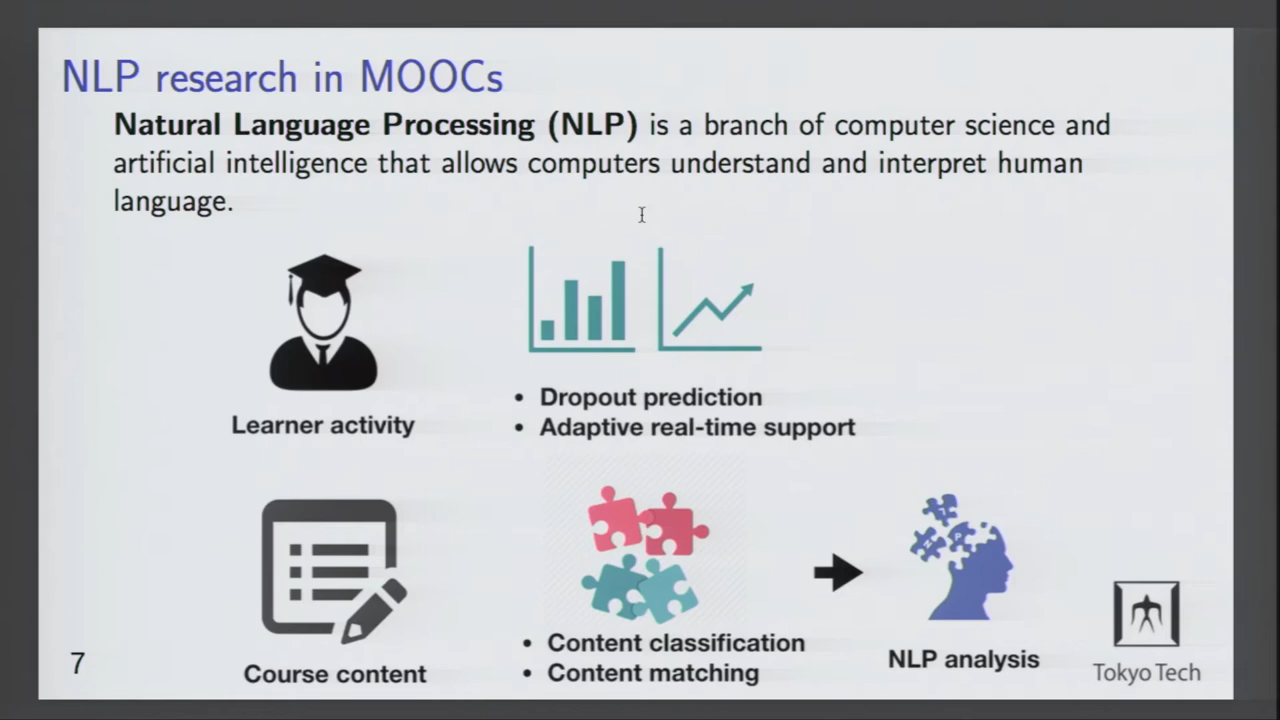 NLP research in MOOCs
Natural Language Processing (NLP) is a branch of computer science and
artificial intelligence that allows computers understand and interpret human
language.
Learner activity
• Dropout prediction
• Adaptive real-time support
Course content
• Content classification
• Content matching
NLP analysis
7
Tokyo Tech